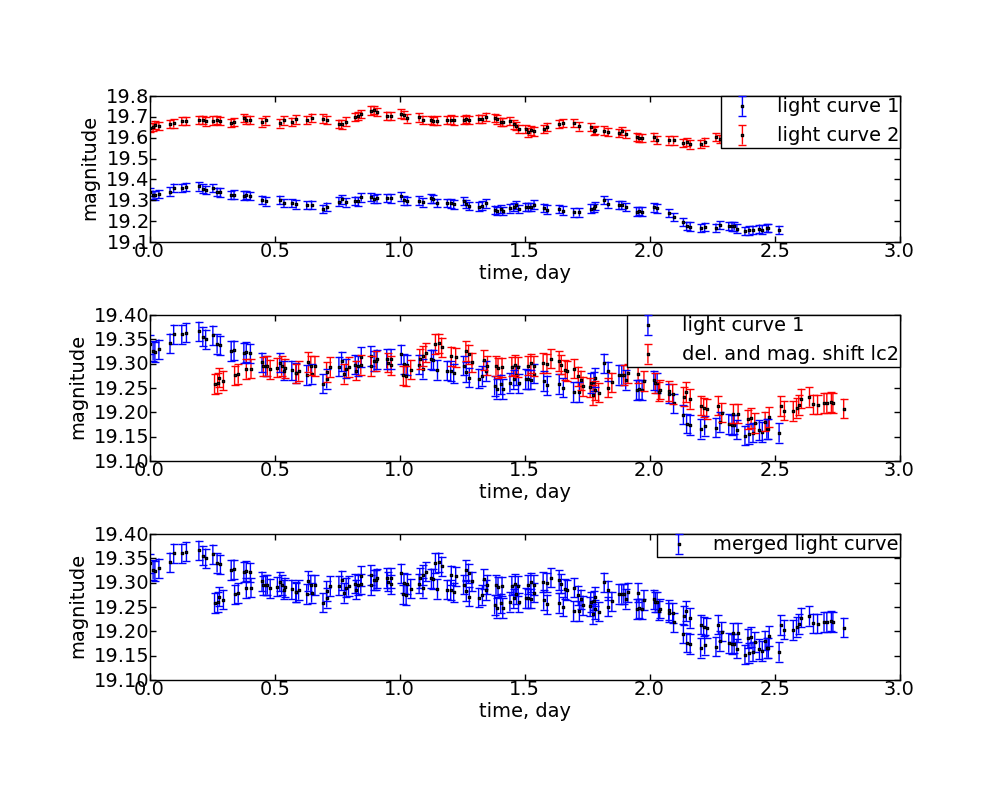 19.8
19.7
19.6
19.5
19.4
19.3
19.2
19.1
magnitude
light curve 1
light curve 2
0.0 0.5 1.0 1.5 2.0 2.5 3.0
time, day
19.40
19.35
19.30
19.25
19.20
19.15
19.10
magnitude
light curve 1
del. and mag. shift lc2
0.0 0.5 1.0 1.5 2.0 2.5 3.0
time, day
19.40
19.35
19.30
19.25
19.20
19.15
19.10
magnitude
merged light curve
0.0 0.5 1.0 1.5 2.0 2.5 3.0
time, day